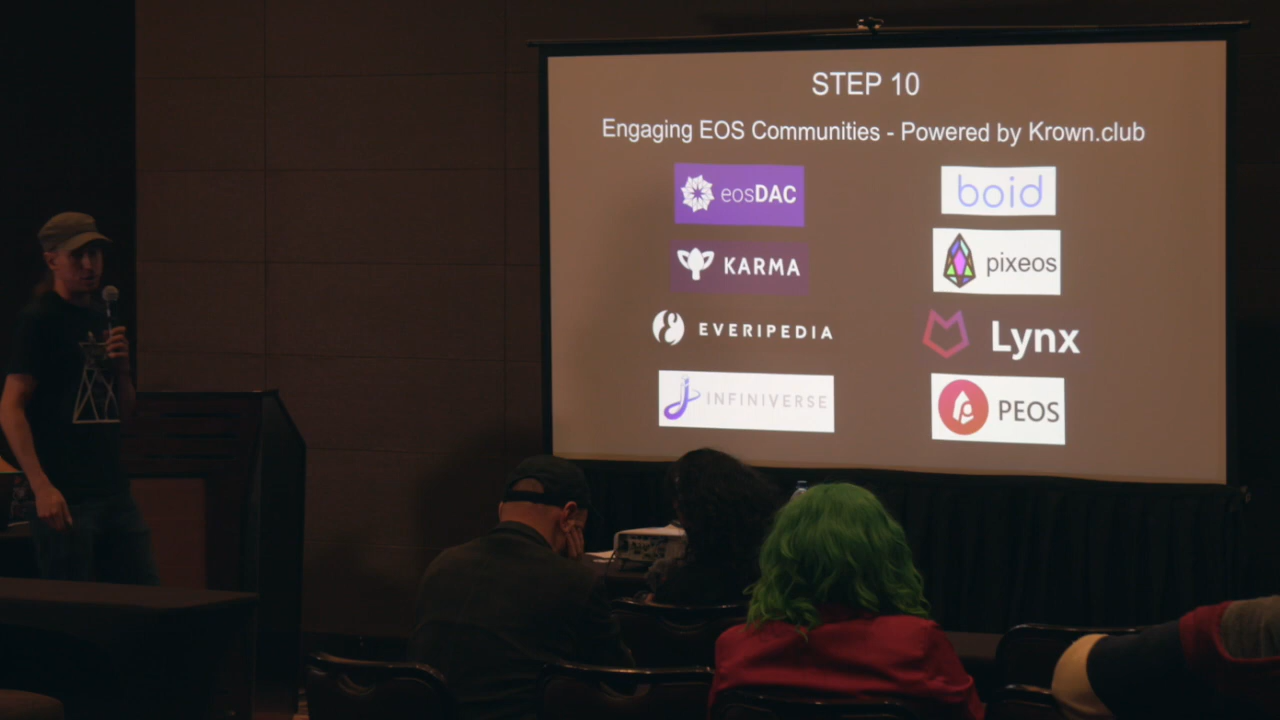 STEP 10
Engaging EOS Communities - Powered by Krown.club
eosDAC
boid
KARMA
pixeos
EVERIPEDIA
Lynx
INFINIVERSE
PEOS